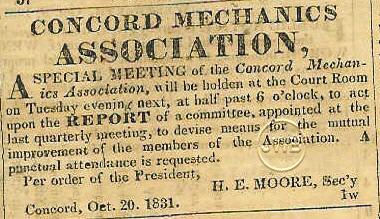 CONCORD MECHANICS
ASSOCIATION,
A SPECIAL MEETING of the Concord Mechan-
ics Association, will be holden at the Court Room
on Tuesday evening next, at half past 6 o'clock, to act
upon the REPORT of a committee, appointed at the
last quarterly meeting, to devise means for the mutual
improvement of the members of the Association. A
punctual attendance is requested.
Per order of the President,
H. E. MOORE, Sec'y
Concord, Oct. 20. 1831. 1w